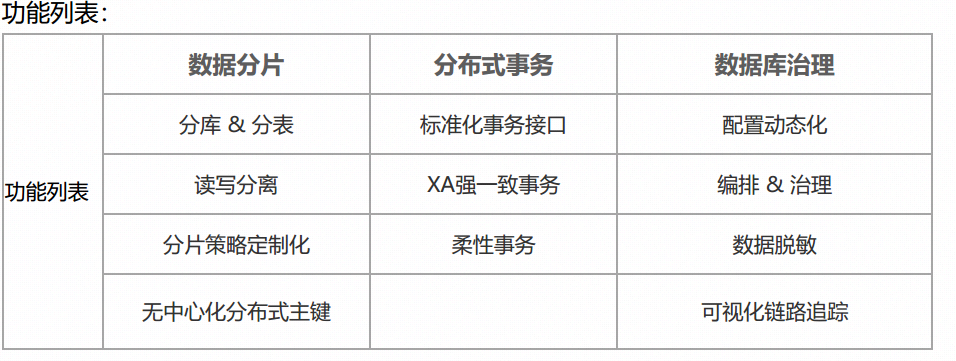 功能列表：
数据分片 分布式事务 数据库治理
分库 & 分表 标准化事务接口 配置动态化
功能列表 读写分离 XA强一致事务 编排 & 治理
分片策略定制化 柔性事务 数据脱敏
无中心化分布式主键 可视化链路追踪